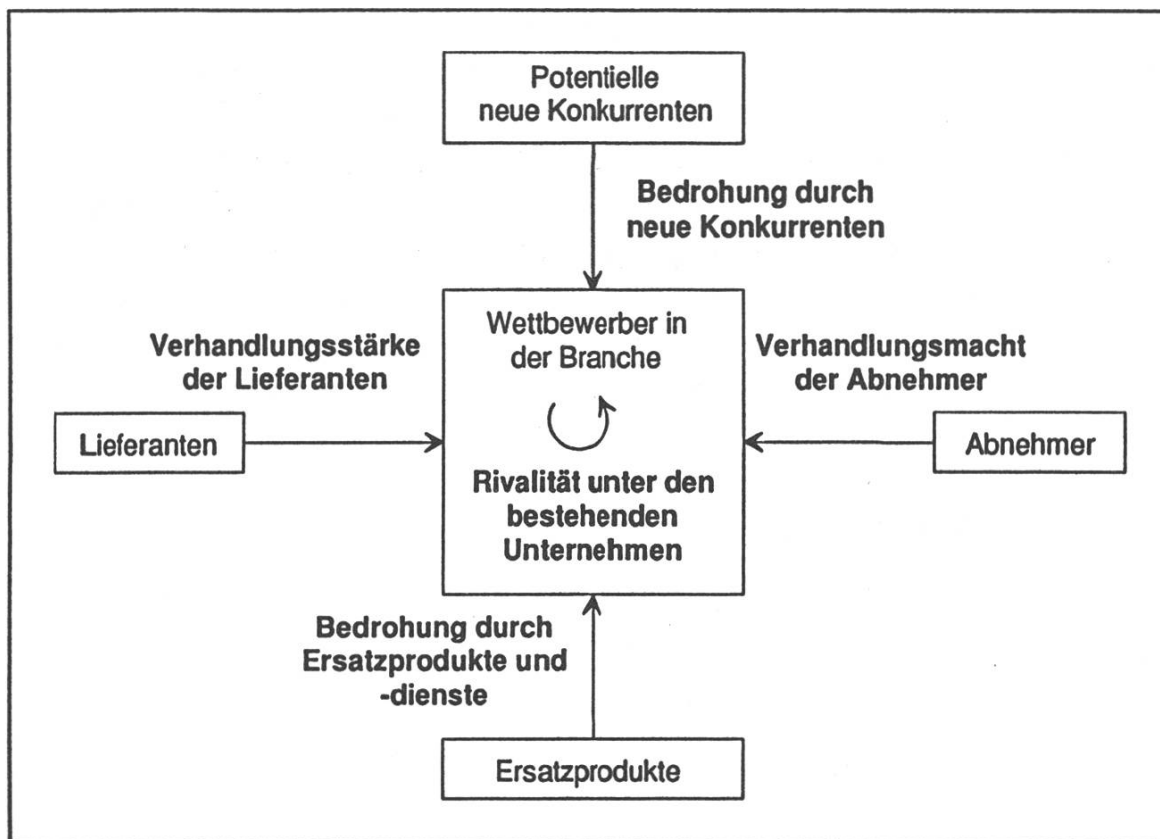 Potentielle
neue Konkurrenten
Bedrohung durch
neue Konkurrenten
Verhandlungsstärke
der Lieferanten
Lieferanten
Wettbewerber in
der Branche
Rivalität unter den
bestehenden
Unternehmen
Verhandlungsmacht
der Abnehmer
Abnehmer
Bedrohung durch
Ersatzprodukte und
-dienste
Ersatzprodukte